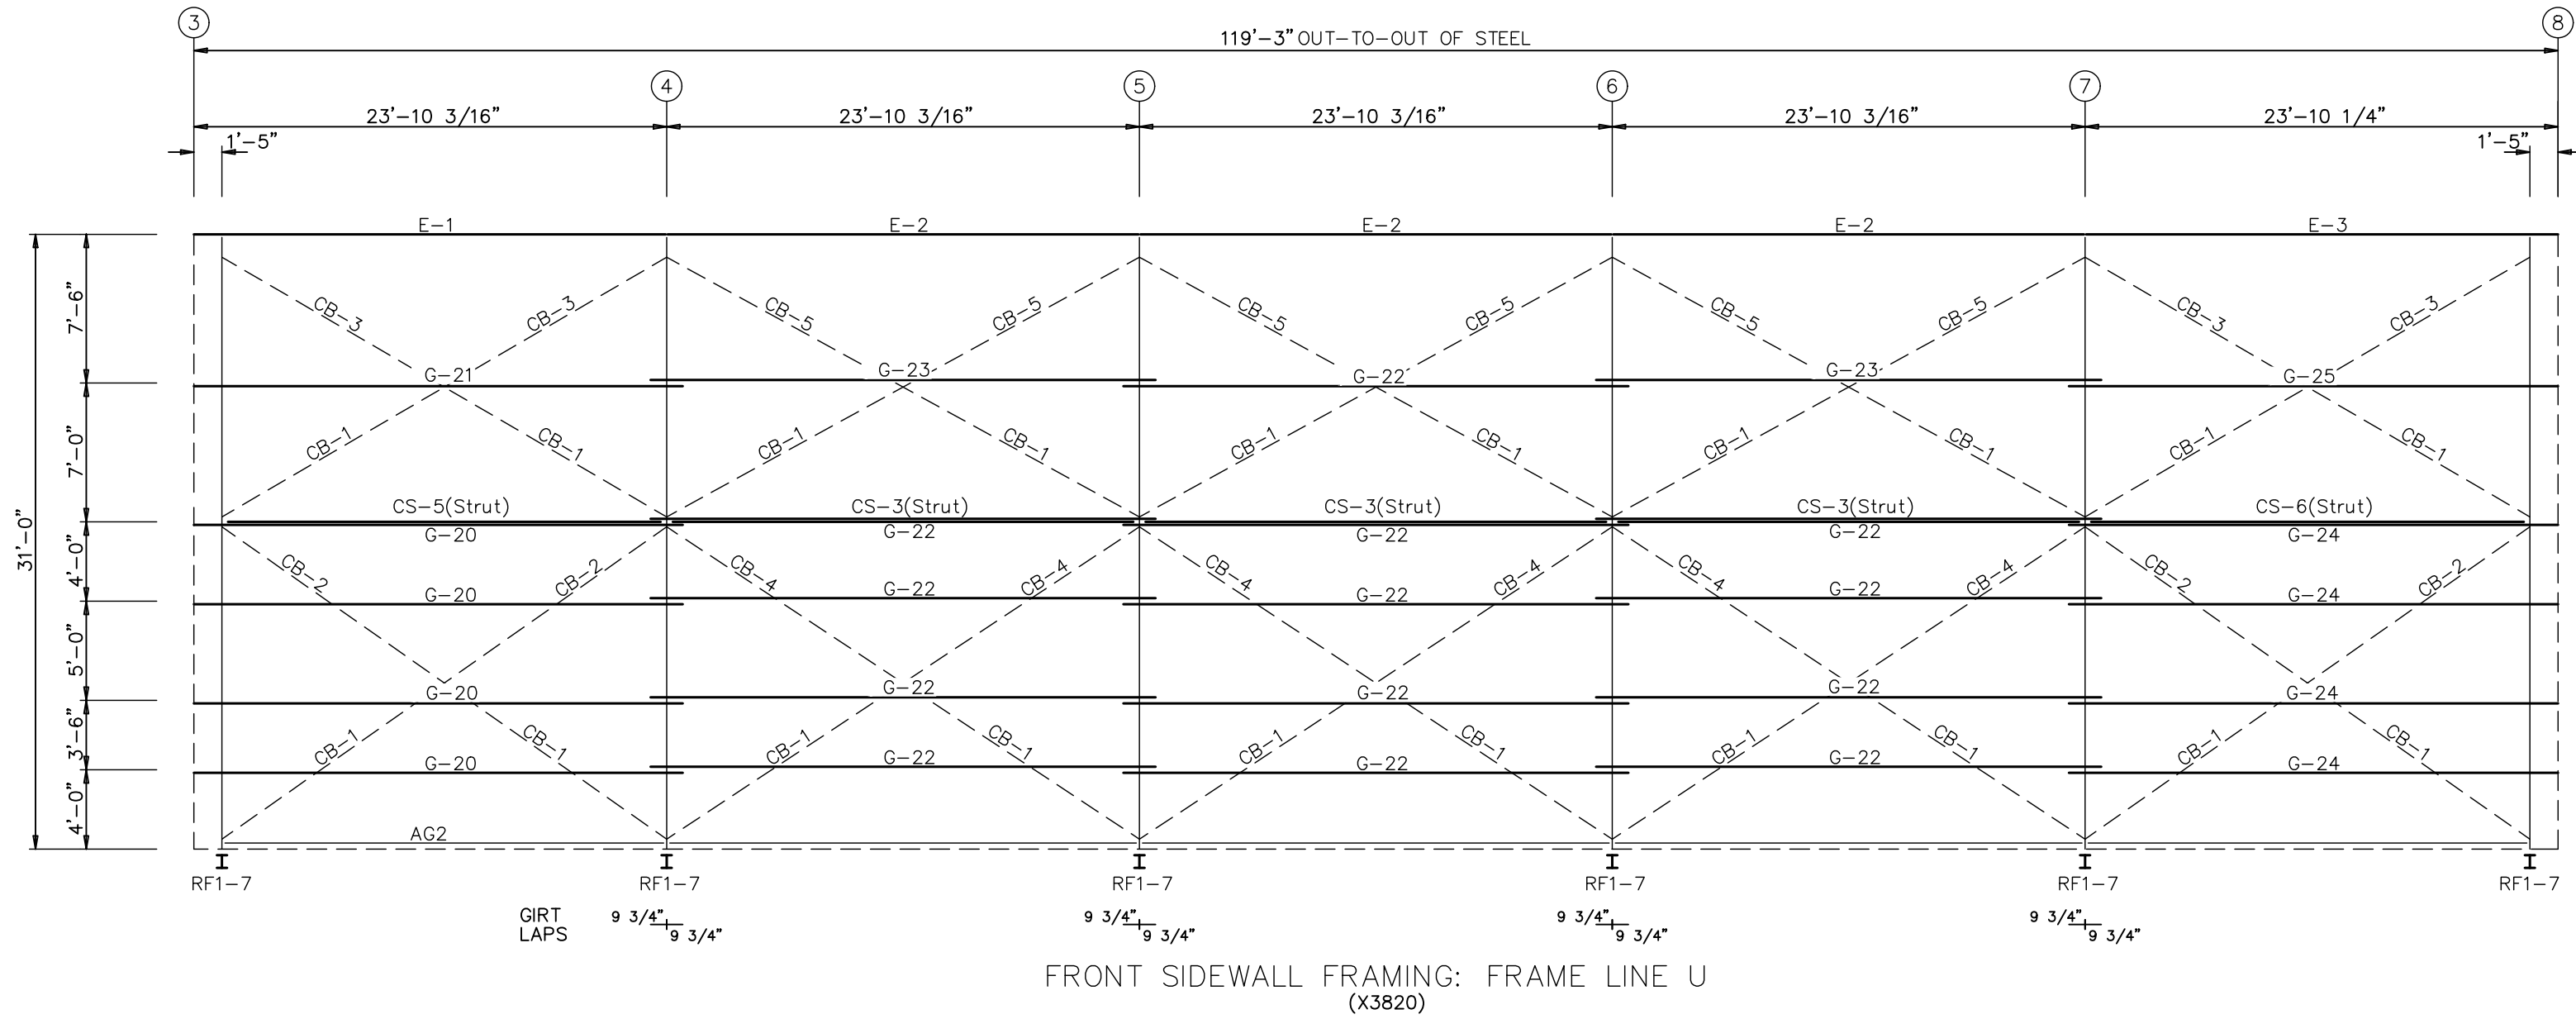 3 8
119'-3" OUT-TO-OUT OF STEEL
4 5 6 7
23'-10 3/16" 23'-10 3/16" 23'-10 3/16" 23'-10 3/16" 23'-10 1/4"
1'-5" 1'-5"
E-1 E-2 E-2 E-2 E-3
7'-6"
CB-3 CB-3 CB-5 CB-5 CB-5 CB-5 CB-5 CB-5 CB-3 CB-3
G-21 G-23 G-22 G-23 G-25
7'-0"
CB-1 CB-1 CB-1 CB-1 CB-1 CB-1 CB-1 CB-1 CB-1 CB-1
CS-5(Strut) CS-3(Strut) CS-3(Strut) CS-3(Strut) CS-6(Strut)
G-20 G-22 G-22 G-22 G-24
31'-0"
4'-0"
CB-2 CB-2 CB-4 CB-4 CB-4 CB-4 CB-4 CB-4 CB-2 CB-2
G-20 G-22 G-22 G-22 G-24
5'-0"
G-20 G-22 G-22 G-22 G-24
3'-6"
CB-1 CB-1 CB-1 CB-1 CB-1 CB-1 CB-1 CB-1 CB-1 CB-1
G-20 G-22 G-22 G-22 G-24
4'-0"
AG2
RF1-7 RF1-7 RF1-7 RF1-7 RF1-7 RF1-7
GIRT 9 3/4" 9 3/4" 9 3/4" 9 3/4"
LAPS 9 3/4" 9 3/4" 9 3/4" 9 3/4"
FRONT SIDEWALL FRAMING: FRAME LINE U
(X3820)